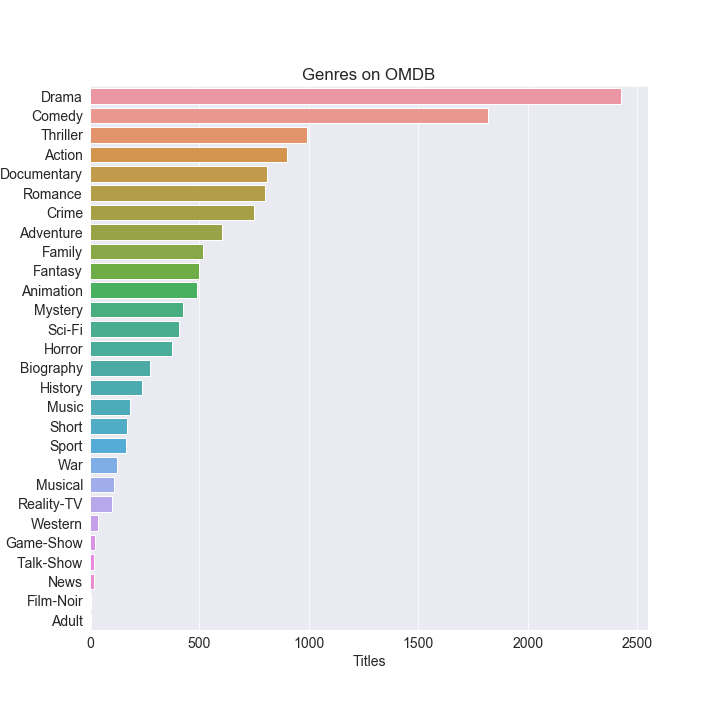 Genres on OMDB
Drama
Comedy
Thriller
Action
Documentary
Romance
Crime
Adventure
Family
Fantasy
Animation
Mystery
Sci-Fi
Horror
Biography
History
Music
Short
Sport
War
Musical
Reality-TV
Western
Game-Show
Talk-Show
News
Film-Noir
Adult
0 500 1000 1500 2000 2500
Titles